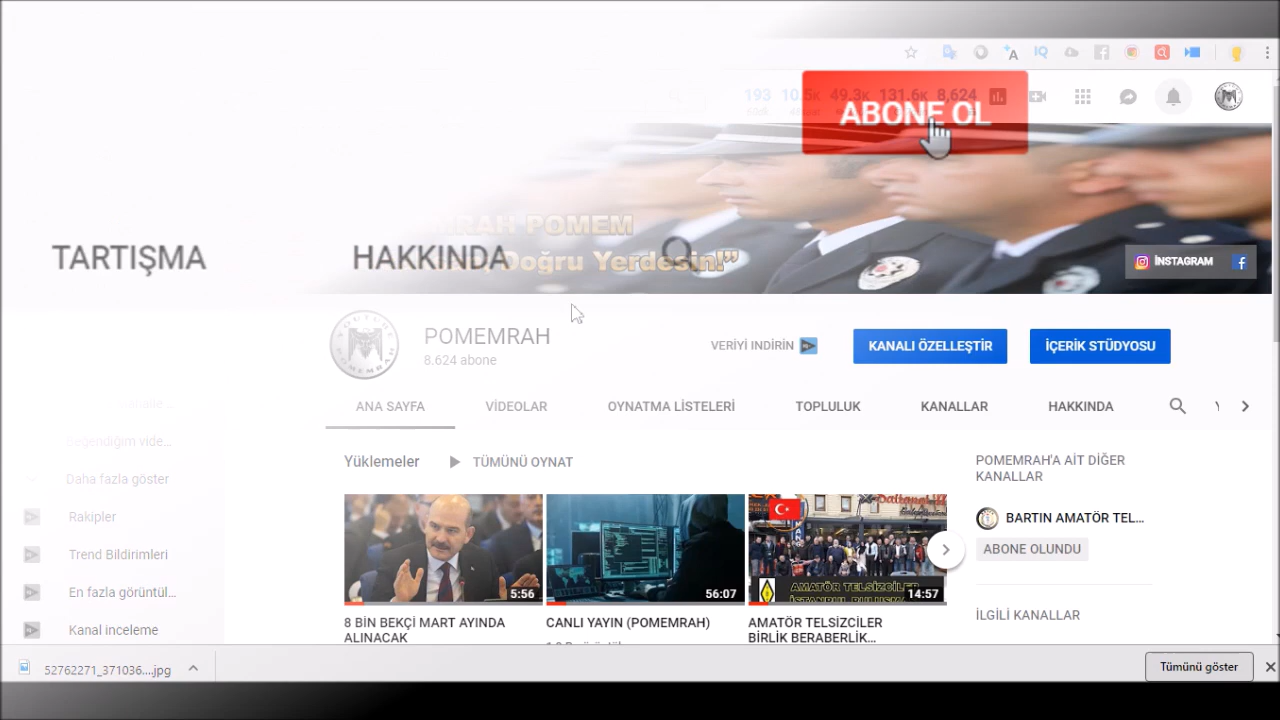 193 10.5K 49.3K 131.6K 8,624
ABONE OL
RAH POMEM
Doğru Yerdesin!"
TARTIŞMA HAKKINDA
İNSTAGRAM
POMEMRAH
8.624 abone
VERİYİ INDİRİN
KANALI ÖZELLEŞTİR
İÇERİK STÜDYOSU
ANA SAYFA VİDEOLAR OYNATMA LİSTELERİ TOPLULUK KANALLAR HAKKINDA
Beğendiğim vide...
Daha fazla göster
Rakipler
Trend Bildirimleri
En fazla görüntül...
Kanal inceleme
Yüklemeler TÜMÜNÜ OYNAT
5:56
8 BİN BEKÇİ MART AYINDA
ALINACAK
56:07
CANLI YAYIN (POMEMRAH)
AMATÖR TELSİZCİLER
14:57
AMATÖR TELSİZCİLER
BİRLİK BERABERLİK...
POMEMRAH'A AİT DİĞER
KANALLAR
BARTIN AMATÖR TEL...
ABONE OLUNDU
İLGİLİ KANALLAR
52762271_371036....jpg
Tümünü göster